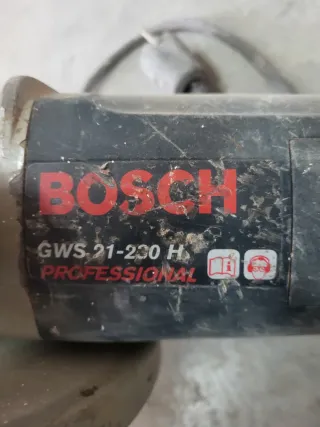 BOSCH
GWS 21-230 H
PROFESSIONAL